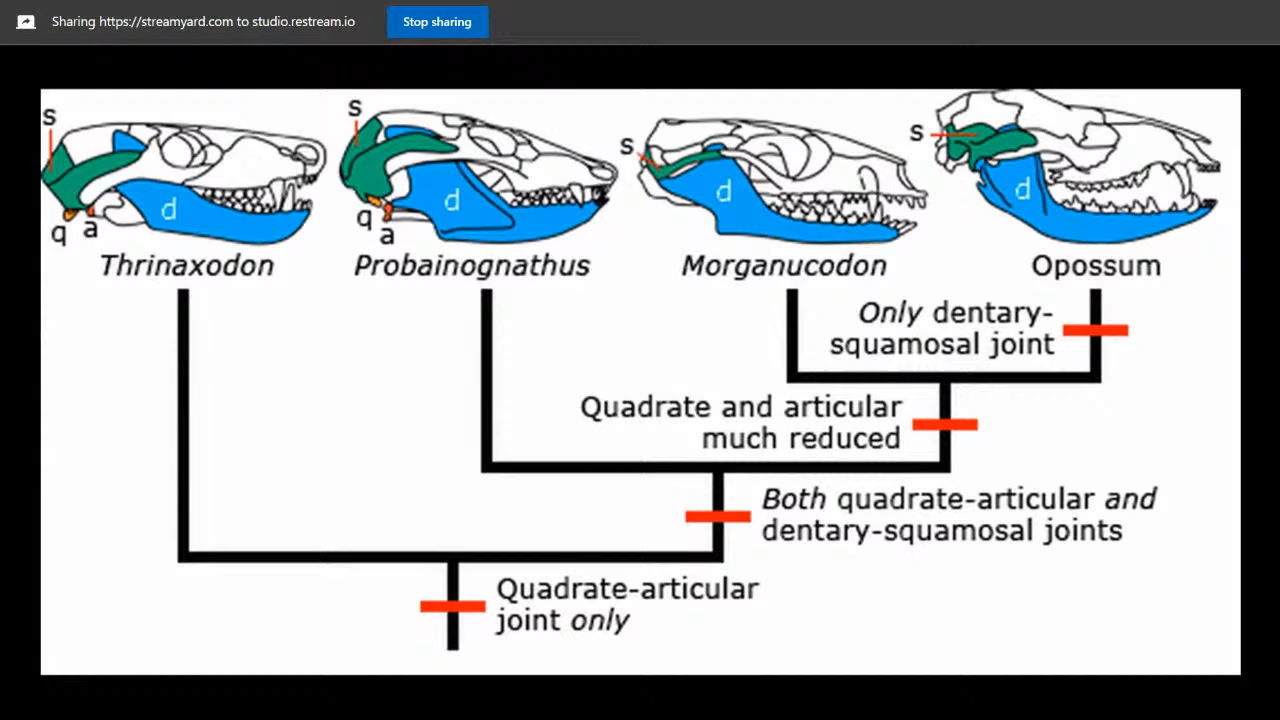 Sharing https://streamyard.com to studio.restream.io
Stop sharing
s
s
s
s
d
d
d
d
q
a
q
a
Thrinaxodon
Probainognathus
Morganucodon
Opossum
Only dentary-
squamosal joint
Quadrate and articular
much reduced
Both quadrate-articular and
dentary-squamosal joints
Quadrate-articular
joint only